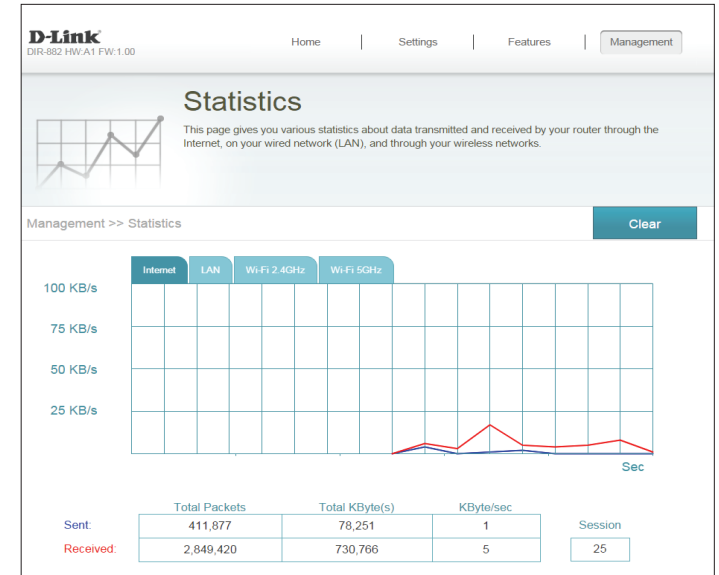 D-Link
DIR-882 HW:A1 FW:1.00
Home | Settings | Features | Management
Statistics
This page gives you various statistics about data transmitted and received by your router through the
Internet, on your wired network (LAN), and through your wireless networks.
Management >> Statistics
Clear
Internet LAN Wi-Fi 2.4GHz Wi-Fi 5GHz
100 KB/s
75 KB/s
50 KB/s
25 KB/s
Sec
Total Packets Total KByte(s) KByte/sec
Sent: 411,877 78,251 1 Session
Received: 2,849,420 730,766 5 25